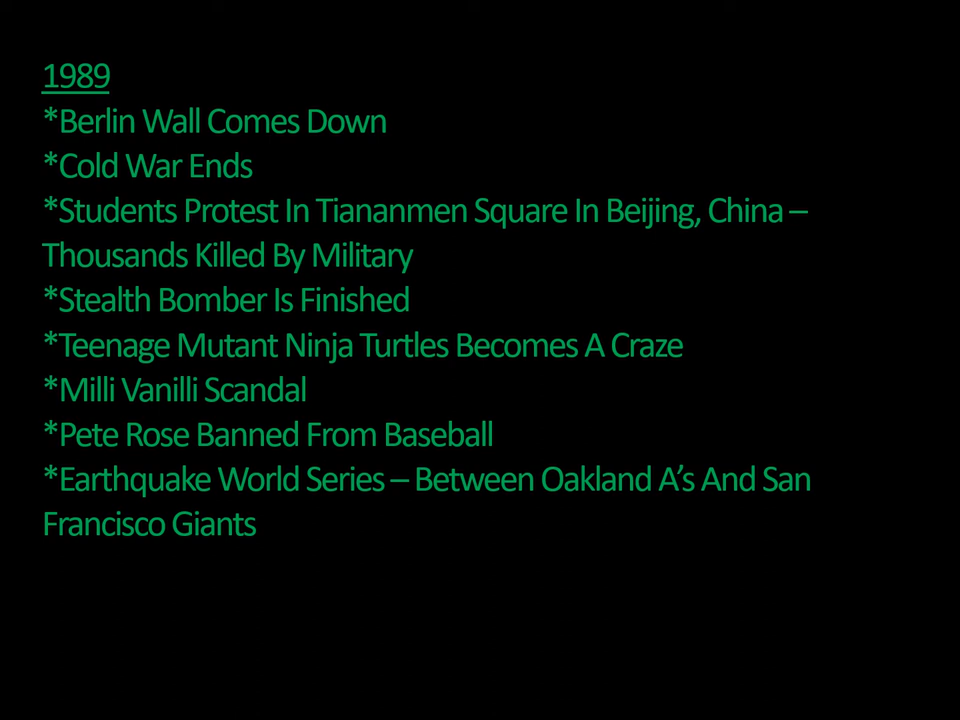 1989
*Berlin Wall Comes Down
*Cold War Ends
*Students Protest In Tiananmen Square In Beijing, China –
Thousands Killed By Military
*Stealth Bomber Is Finished
*Teenage Mutant Ninja Turtles Becomes A Craze
*Milli Vanilli Scandal
*Pete Rose Banned From Baseball
*Earthquake World Series – Between Oakland A’s And San
Francisco Giants